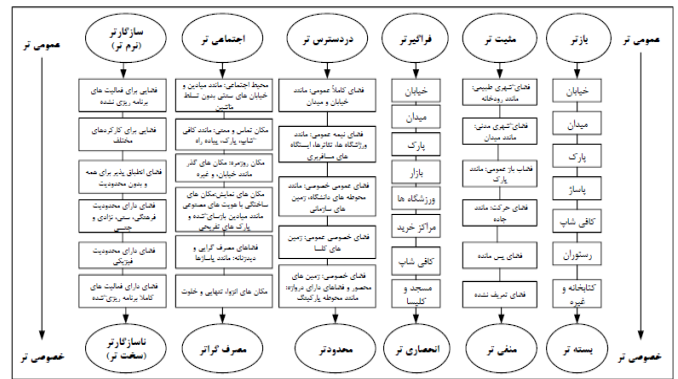 عمومی تر
بازتر
مثبت تر
فراگیرتر
دردسترس تر
اجتماعی تر
سازگارتر
(نرم تر)
عمومی تر
خیابان
میدان
پارک
پاساژ
کافی شاپ
رستوران
کتابخانه و
غیره
بسته تر
فضای شهری طبیعی:
مانند رودخانه
فضای شهری مدنی:
مانند میدان
فضاب باز عمومی: مانند
پارک
فضای حرکت: مانند
جاده
فضای پس مانده
فضای تعریف نشده
منفی تر
خیابان
میدان
پارک
بازار
ورزشگاه ها
مراکز خرید
کافی شاپ
مسجد و
کلیسا
انحصاری تر
فضای کاملاً عمومی: مانند
خیابان و میدان
فضای نیمه عمومی: مانند
ورزشگاه ها، تئاترها، ایستگاه
های مسافربری
فضای عمومی خصوصی: مانند
محوطه های دانشگاه، زمین
های سازمانی
فضای خصوصی عمومی: زمین
های کلسا
فضای خصوصی: زمین های
محصور و فضاهای دارای دروازه:
مانند محوطه پارکینگ
محدودتر
محیط اجتماعی: مانند میادین و
خیابان های سنتی بدون تسلط
ماشین
مکان تماس و ممنی: مانند کافی
شاپ، پارک، پیاده راه
مکان روزمره: مکان های گذر
مانند خیابان، و غیره
مکان های نمایش: مکان های
ساختگی با هویت های مصنوعی
مانند میادین بازسای شده و
پارک های تفریحی
فضاهای مصرف گرایی و
دیدزنانه: مانند پاساژها
مکان های انزوا، تنهایی و خلوت
مصرف گراتر
فضایی برای فعالیت های
برنامه ریزی نشده
فضایی برای کارکردهای
مختلف
فضای انطباق پذیر برای همه
و بدون محدودیت
فضای دارای محدودیت
فرهنگی، سنی، نژادی و
جنسی
فضای دارای محدودیت
فیزیکی
فضای دارای فعالیت های
کاملا برنامه ریزی شده
ناسازگارتر
(سخت تر)
خصوصی تر
خصوصی تر